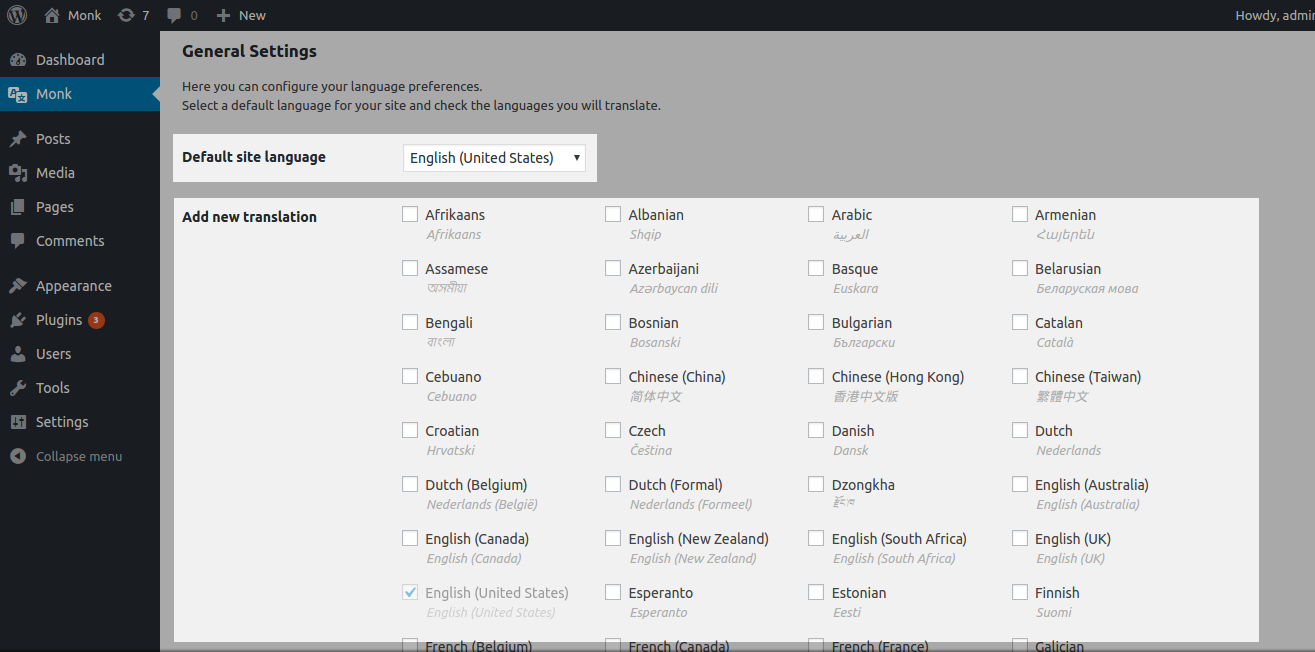 Monk 7 0 New Howdy, admin
Dashboard
Monk
Posts
Media
Pages
Comments
Appearance
Plugins 3
Users
Tools
Settings
Collapse menu
General Settings
Here you can configure your language preferences.
Select a default language for your site and check the languages you will translate.
Default site language English (United States)
Add new translation
Afrikaans Albanian Arabic Armenian
Afrikaans Shqip العربية Հայերեն
Assamese Azerbaijani Basque Belarusian
অসমীয়া Azərbaycan dili Euskara Беларуская мова
Bengali Bosnian Bulgarian Catalan
বাংলা Bosanski Български Català
Cebuano Chinese (China) Chinese (Hong Kong) Chinese (Taiwan)
Cebuano 简体中文 香港中文版 繁體中文
Croatian Czech Danish Dutch
Hrvatski Čeština Dansk Nederlands
Dutch (Belgium) Dutch (Formal) Dzongkha English (Australia)
Nederlands (België) Nederlands (Formeel) རྫོང་ཁ English (Australia)
English (Canada) English (New Zealand) English (South Africa) English (UK)
English (Canada) English (New Zealand) English (South Africa) English (UK)
English (United States) Esperanto Estonian Finnish
English (United States) Esperanto Eesti Suomi
French (Belgium) French (Canada) French (France) Galician